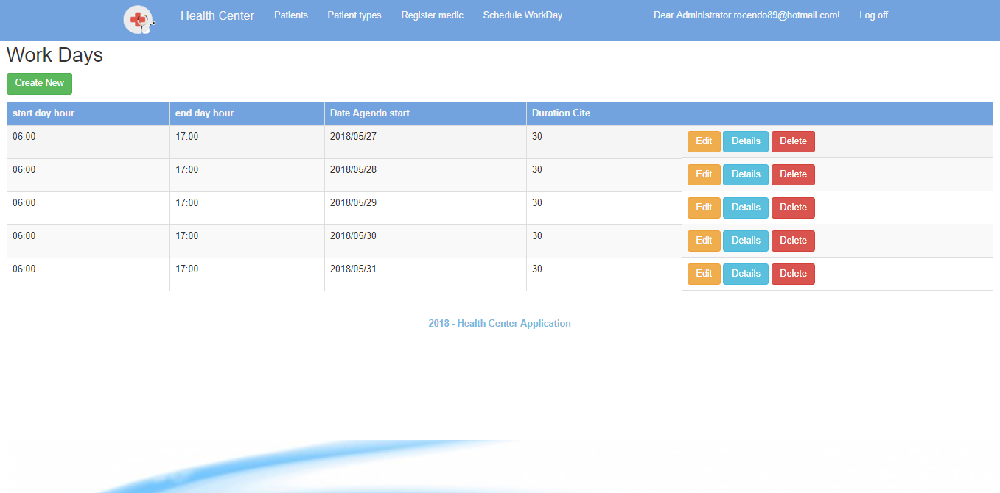 Health Center Patients Patient types Register medic Schedule WorkDay Dear Administrator rocendo89@hotmail.com! Log off
Work Days
Create New
start day hour end day hour Date Agenda start Duration Cite
06:00 17:00 2018/05/27 30 Edit Details Delete
06:00 17:00 2018/05/28 30 Edit Details Delete
06:00 17:00 2018/05/29 30 Edit Details Delete
06:00 17:00 2018/05/30 30 Edit Details Delete
06:00 17:00 2018/05/31 30 Edit Details Delete
2018 - Health Center Application